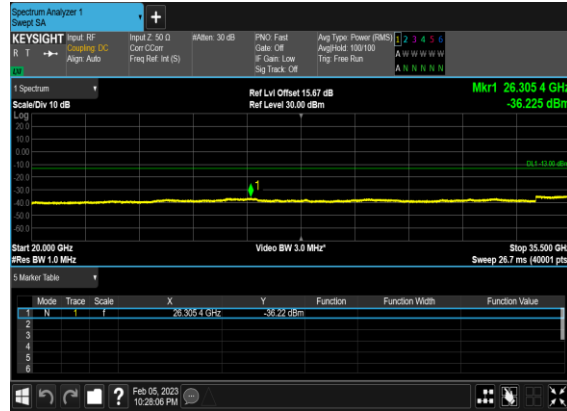 Spectrum Analyzer 1
Swept SA
+
KEYSIGHT
R T
Input: RF
Coupling: DC
Align: Auto
Input Z: 50 Ω
Corr CCorr
Freq Ref: Int (S)
#Atten: 30 dB
PNO: Fast
Gate: Off
IF Gain: Low
Sig Track: Off
Avg Type: Power (RMS)
Avg|Hold: 100/100
Trig: Free Run
1 2 3 4 5 6
A W W W W W
A N N N N N
1 Spectrum
Scale/Div 10 dB
Ref Lvl Offset 15.67 dB
Ref Level 30.00 dBm
Mkr1 26.305 4 GHz
-36.225 dBm
Log
20.0
10.0
0.00
-10.0
-20.0
-30.0
-40.0
-50.0
-60.0
DL1 -13.00 dBm
1
Start 20.000 GHz
#Res BW 1.0 MHz
Video BW 3.0 MHz*
Stop 35.500 GHz
Sweep 26.7 ms (40001 pts)
5 Marker Table
Mode Trace Scale X Y Function Function Width Function Value
1 N 1 f 26.305 4 GHz -36.22 dBm
2
3
4
5
6
?
Feb 05, 2023
10:28:06 PM